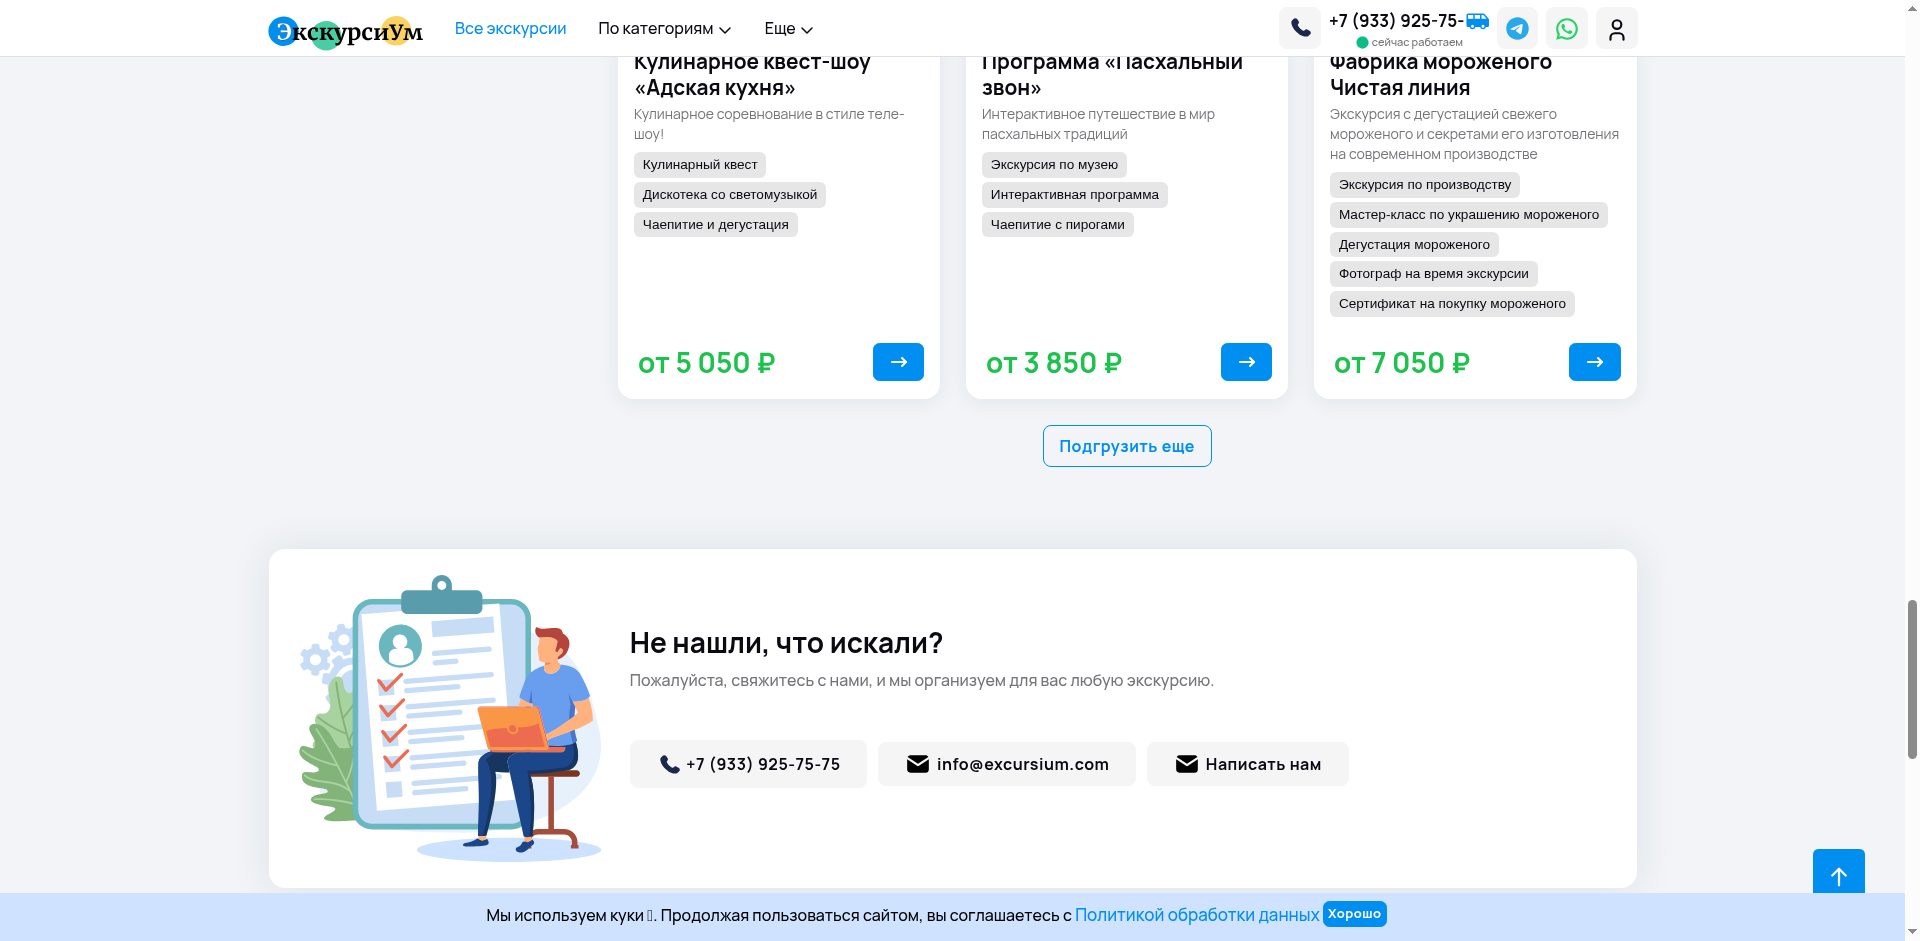 ЭкскурсиУм
Все экскурсии
По категориям
Еще
+7 (933) 925-75-
сейчас работаем
Кулинарное квест-шоу
«Адская кухня»
Кулинарное соревнование в стиле теле-
шоу!
Кулинарный квест
Дискотека со светомузыкой
Чаепитие и дегустация
от 5 050 ₽
Программа «Пасхальный
звон»
Интерактивное путешествие в мир
пасхальных традиций
Экскурсия по музею
Интерактивная программа
Чаепитие с пирогами
от 3 850 ₽
Фабрика мороженого
Чистая линия
Экскурсия с дегустацией свежего
мороженого и секретами его изготовления
на современном производстве
Экскурсия по производству
Мастер-класс по украшению мороженого
Дегустация мороженого
Фотограф на время экскурсии
Сертификат на покупку мороженого
от 7 050 ₽
Подгрузить еще
Не нашли, что искали?
Пожалуйста, свяжитесь с нами, и мы организуем для вас любую экскурсию.
+7 (933) 925-75-75
info@excursium.com
Написать нам
Мы используем куки . Продолжая пользоваться сайтом, вы соглашаетесь с Политикой обработки данных Хорошо